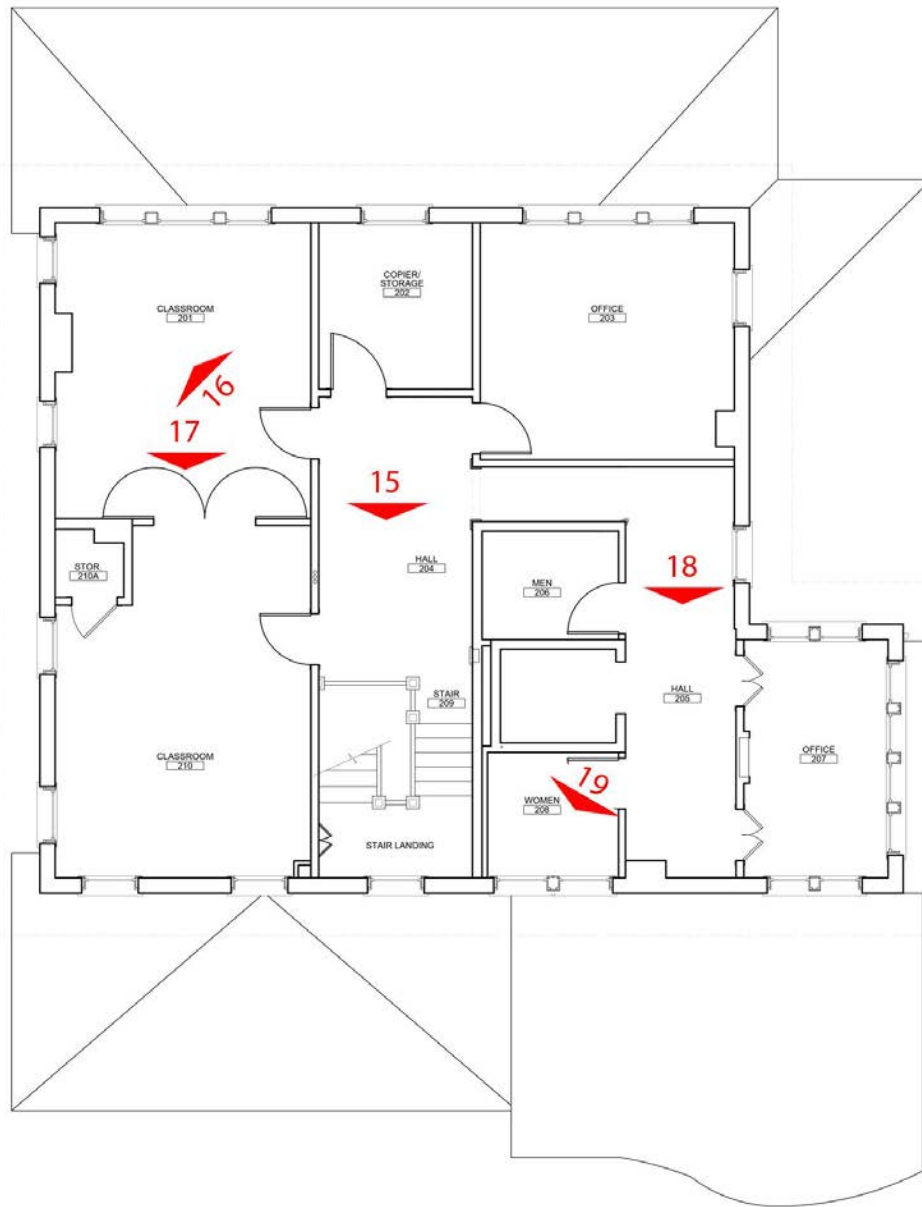 COPIER/
STORAGE
202
CLASSROOM
201
OFFICE
203
16
17
15
HALL
204
STOR.
210A
MEN
206
18
STAIR
209
HALL
205
CLASSROOM
210
OFFICE
207
19
WOMEN
208
STAIR LANDING